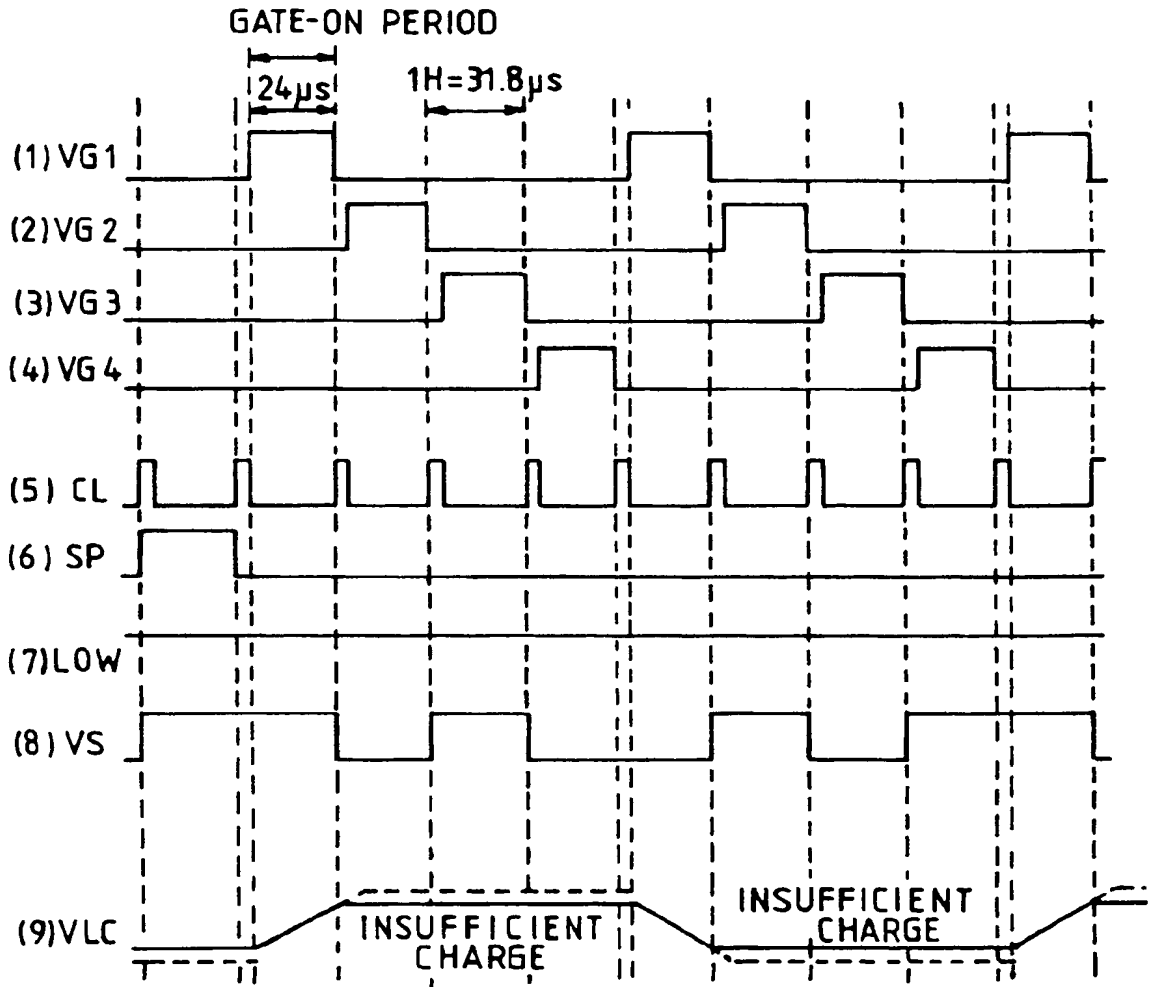 GATE-ON PERIOD
24µs
1H=31.8µs
(1) VG1
(2) VG2
(3) VG3
(4) VG4
(5) CL
(6) SP
(7) LOW
(8) VS
(9) VLC
INSUFFICIENT
CHARGE
INSUFFICIENT
CHARGE